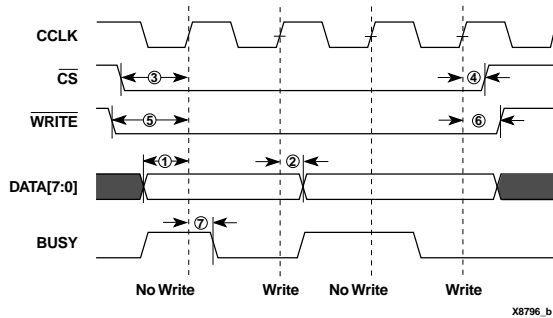 CCLK
CS
③ ④
WRITE
⑤ ⑥
① ②
DATA[7:0]
⑦
BUSY
No Write Write No Write Write
X8796_b